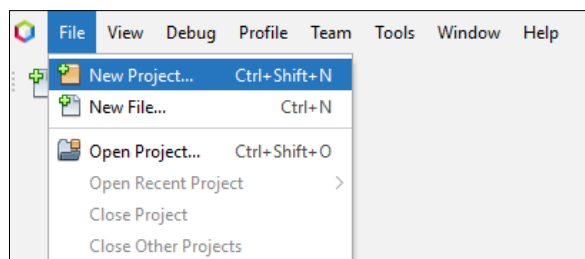 File View Debug Profile Team Tools Window Help
New Project... Ctrl+Shift+N
New File... Ctrl+N
Open Project... Ctrl+Shift+O
Open Recent Project
Close Project
Close Other Projects